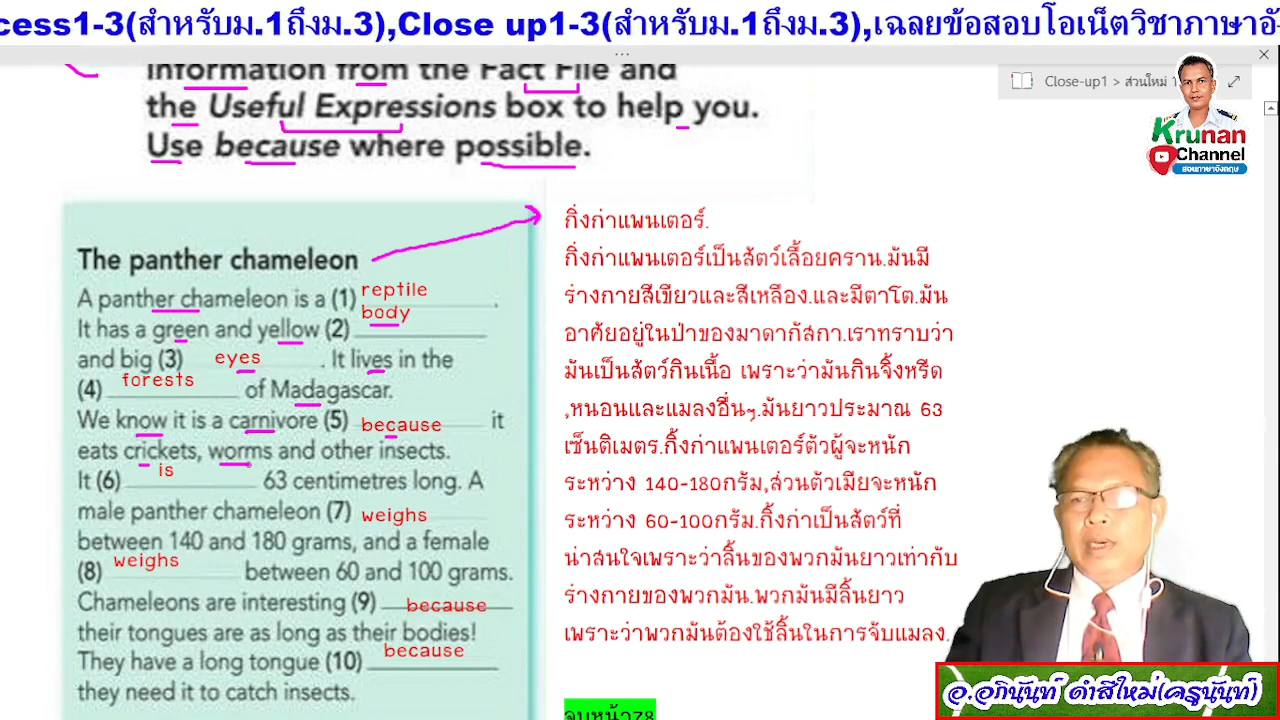 cess1-3(สำหรับม.1ถึงม.3),Close up1-3(สำหรับม.1ถึงม.3),เฉลยข้อสอบโอเน็ตวิชาภาษาอัง
information from the Fact File and
the Useful Expressions box to help you.
Use because where possible.
Close-up1 > ส่วนใหม่ 1
Krunan
Channel
สอนภาษาอังกฤษ
The panther chameleon
A panther chameleon is a (1) reptile .
It has a green and yellow (2) body
and big (3) eyes . It lives in the
(4) forests of Madagascar.
We know it is a carnivore (5) because it
eats crickets, worms and other insects.
It (6) is 63 centimetres long. A
male panther chameleon (7) weighs
between 140 and 180 grams, and a female
(8) weighs between 60 and 100 grams.
Chameleons are interesting (9) because
their tongues are as long as their bodies!
They have a long tongue (10) because
they need it to catch insects.
กิ่งก่าแพนเตอร์.
กิ่งก่าแพนเตอร์เป็นสัตว์เลื้อยคราน.มันมี
ร่างกายสีเขียวและสีเหลือง.และมีตาโต.มัน
อาศัยอยู่ในป่าของมาดากัสกา.เราทราบว่า
มันเป็นสัตว์กินเนื้อ เพราะว่ามันกินจิ้งหรีด
,หนอนและแมลงอื่นๆ.มันยาวประมาณ 63
เซ็นติเมตร.กิ้งก่าแพนเตอร์ตัวผู้จะหนัก
ระหว่าง 140-180กรัม,ส่วนตัวเมียจะหนัก
ระหว่าง 60-100กรัม.กิ้งก่าเป็นสัตว์ที่
น่าสนใจเพราะว่าลิ้นของพวกมันยาวเท่ากับ
ร่างกายของพวกมัน.พวกมันมีลิ้นยาว
เพราะว่าพวกมันต้องใช้ลิ้นในการจับแมลง.
จบหน้า78
อ.อภินันท์ ดำสีใหม่(ครูนันท์)